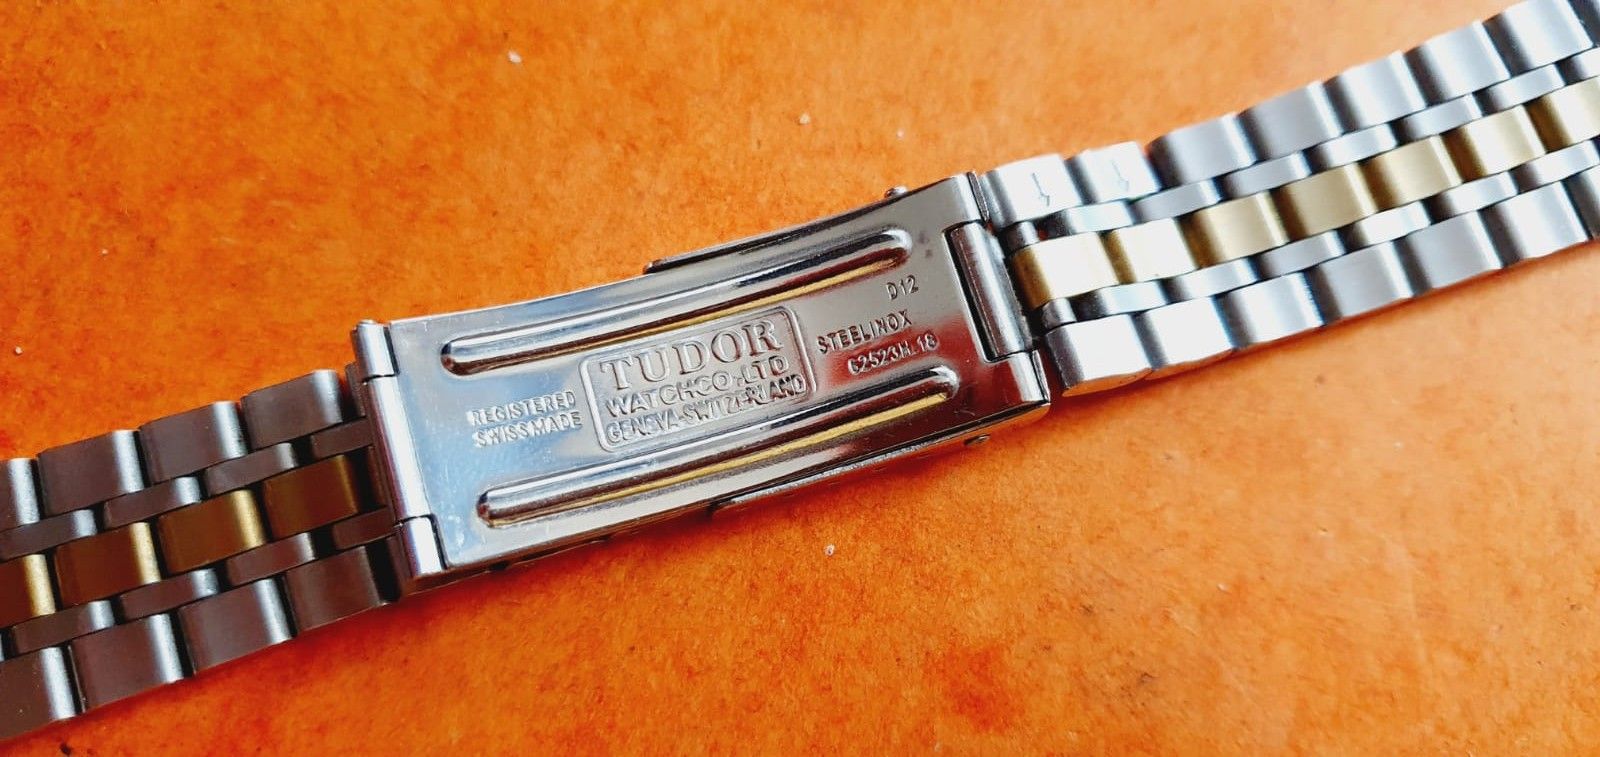 REGISTERED
SWISS MADE
TUDOR
WATCH CO. LTD
GENEVA-SWITZERLAND
STEELINOX
62523H.18
D12